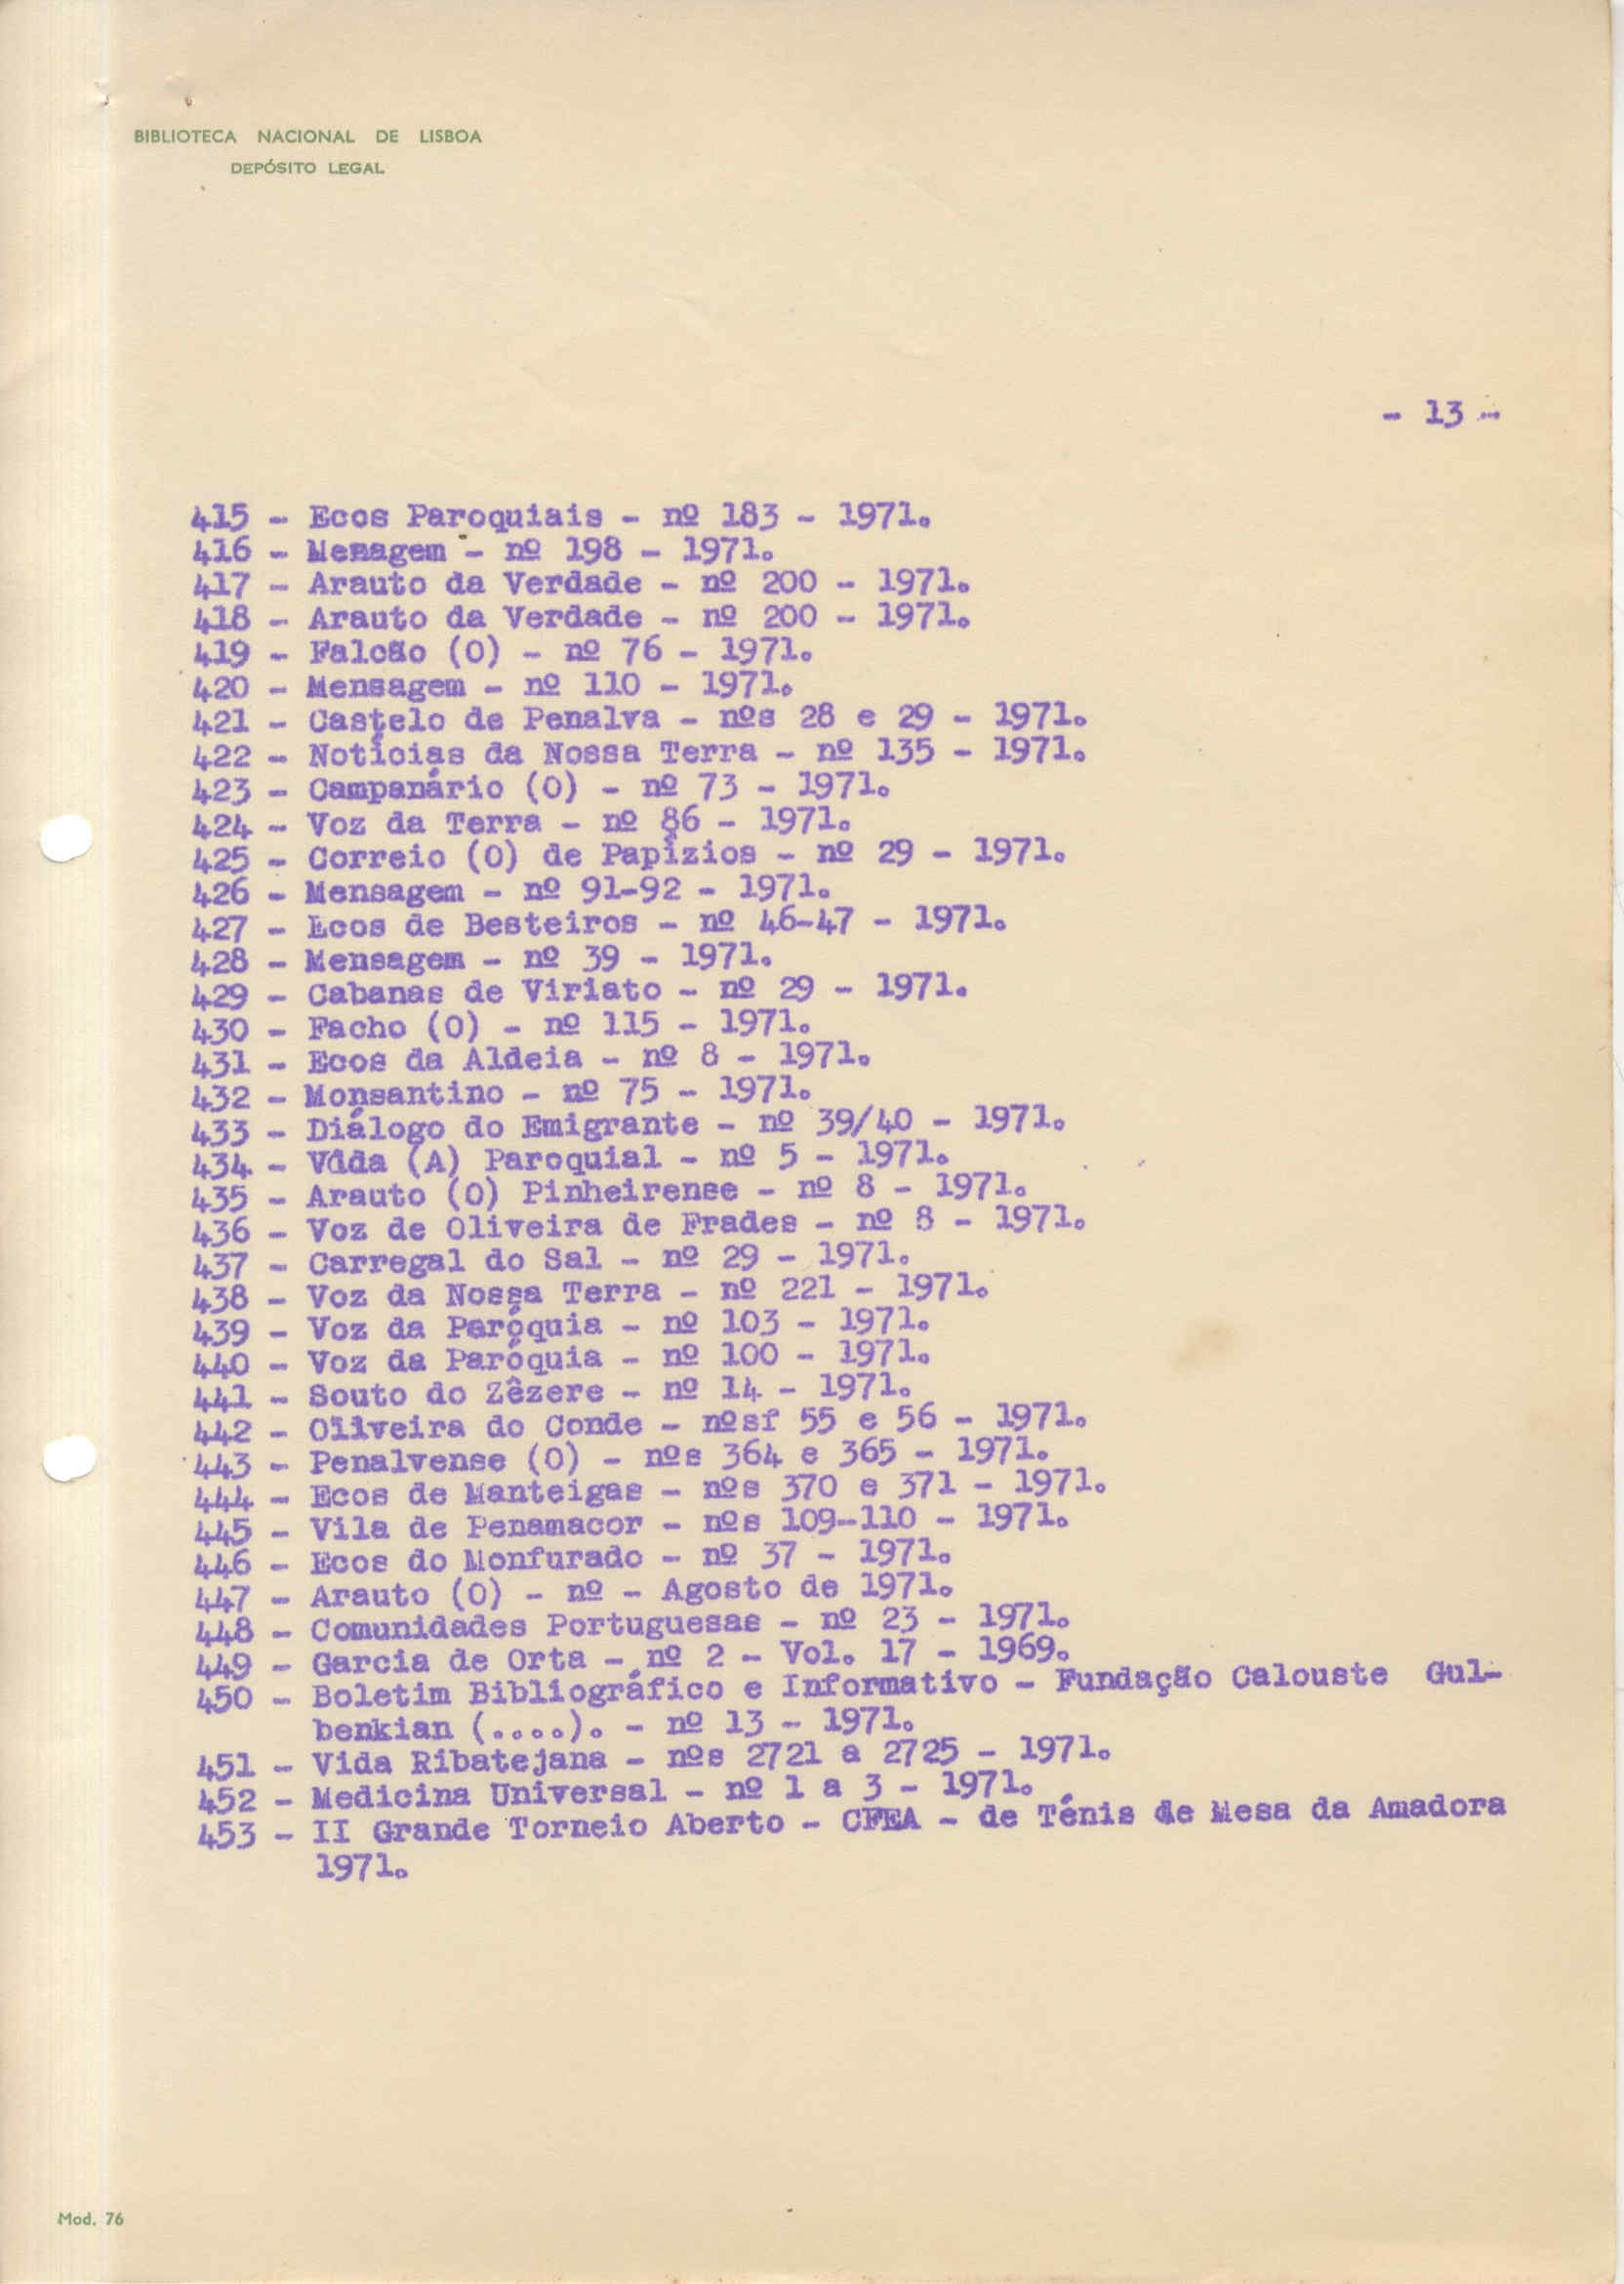 BIBLIOTECA NACIONAL DE LISBOA
DEPÓSITO LEGAL
- 13 -
415 - Ecos Paroquiais - nº 183 - 1971.
416 - Mensagem - nº 198 - 1971.
417 - Arauto da Verdade - nº 200 - 1971.
418 - Arauto da Verdade - nº 200 - 1971.
419 - Falcão (O) - nº 76 - 1971.
420 - Mensagem - nº 110 - 1971.
421 - Castelo de Penalva - nºs 28 e 29 - 1971.
422 - Notícias da Nossa Terra - nº 135 - 1971.
423 - Campanário (O) - nº 73 - 1971.
424 - Voz da Terra - nº 86 - 1971.
425 - Correio (O) de Papízios - nº 29 - 1971.
426 - Mensagem - nº 91-92 - 1971.
427 - Ecos de Besteiros - nº 46-47 - 1971.
428 - Mensagem - nº 39 - 1971.
429 - Cabanas de Viriato - nº 29 - 1971.
430 - Facho (O) - nº 115 - 1971.
431 - Ecos da Aldeia - nº 8 - 1971.
432 - Monsantino - nº 75 - 1971.
433 - Diálogo do Emigrante - nº 39/40 - 1971.
434 - Vida (A) Paroquial - nº 5 - 1971.
435 - Arauto (O) Pinheirense - nº 8 - 1971.
436 - Voz de Oliveira de Frades - nº 8 - 1971.
437 - Carregal do Sal - nº 29 - 1971.
438 - Voz da Nossa Terra - nº 221 - 1971.
439 - Voz da Paróquia - nº 103 - 1971.
440 - Voz da Paróquia - nº 100 - 1971.
441 - Souto do Zêzere - nº 14 - 1971.
442 - Oliveira do Conde - nºsf 55 e 56 - 1971.
443 - Penalvense (O) - nºs 364 e 365 - 1971.
444 - Ecos de Manteigas - nºs 370 e 371 - 1971.
445 - Vila de Penamacor - nºs 109-110 - 1971.
446 - Ecos do Monfurado - nº 37 - 1971.
447 - Arauto (O) - nº - Agosto de 1971.
448 - Comunidades Portuguesas - nº 23 - 1971.
449 - Garcia de Orta - nº 2 - Vol. 17 - 1969.
450 - Boletim Bibliográfico e Informativo - Fundação Calouste Gul-
benkian (....). - nº 13 - 1971.
451 - Vida Ribatejana - nºs 2721 a 2725 - 1971.
452 - Medicina Universal - nº 1 a 3 - 1971.
453 - II Grande Torneio Aberto - CFEA - de Ténis de Mesa da Amadora
1971.
Mod. 76